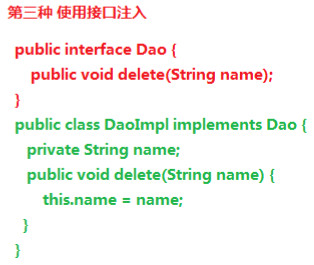 第三种 使用接口注入
public interface Dao {
public void delete(String name);
}
public class DaoImpl implements Dao {
private String name;
public void delete(String name) {
this.name = name;
}
}